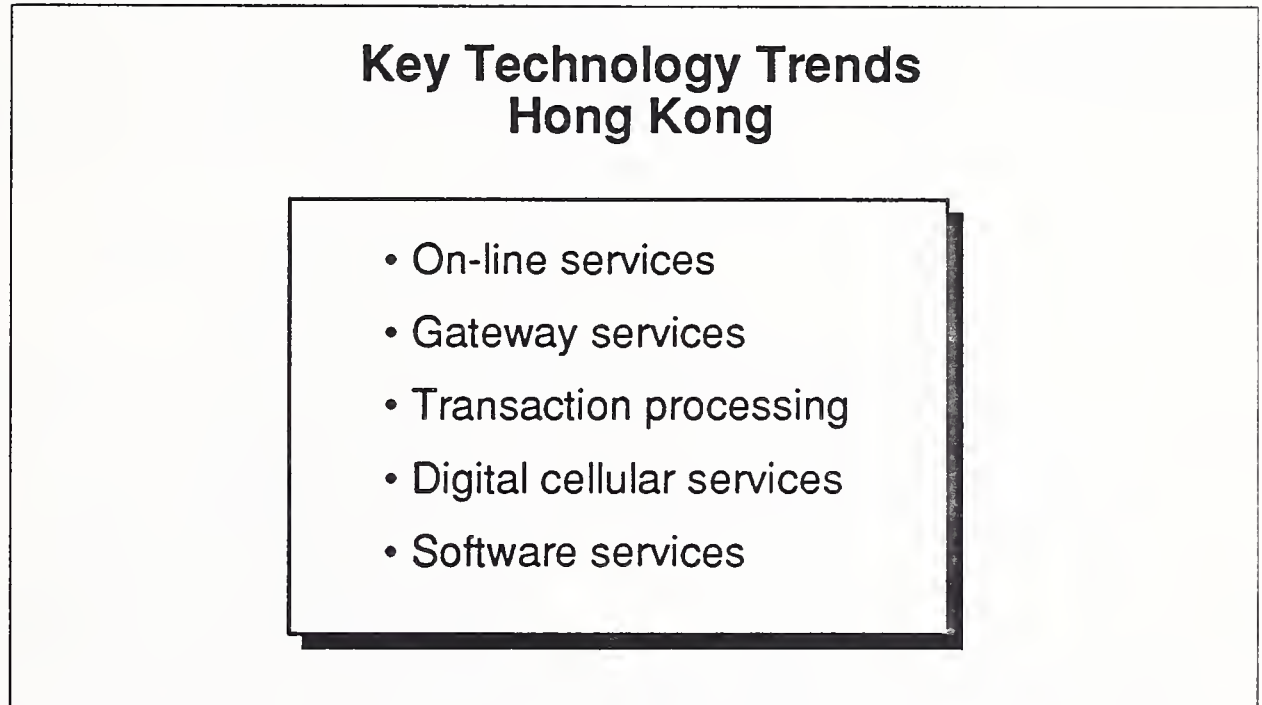 Key Technology Trends
Hong Kong
• On-line services
• Gateway services
• Transaction processing
• Digital cellular services
• Software services